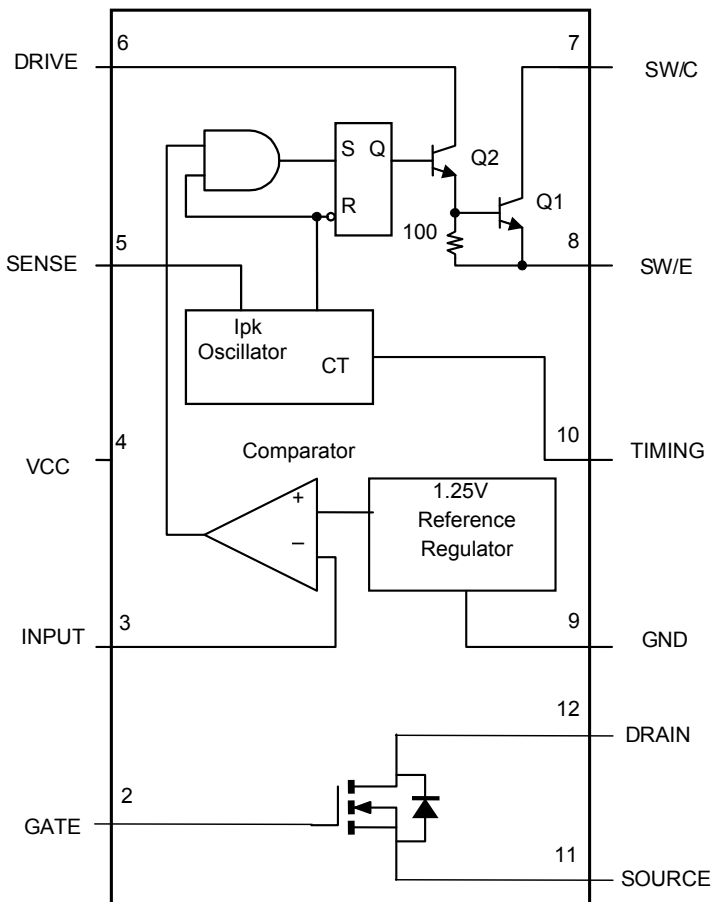 6
7
DRIVE
SW/C
S Q
Q2
R
Q1
100
5
8
SENSE
SW/E
Ipk
Oscillator
CT
4
Comparator
10
VCC
TIMING
+
1.25V
Reference
Regulator
–
3
9
INPUT
GND
12
DRAIN
2
GATE
11
SOURCE